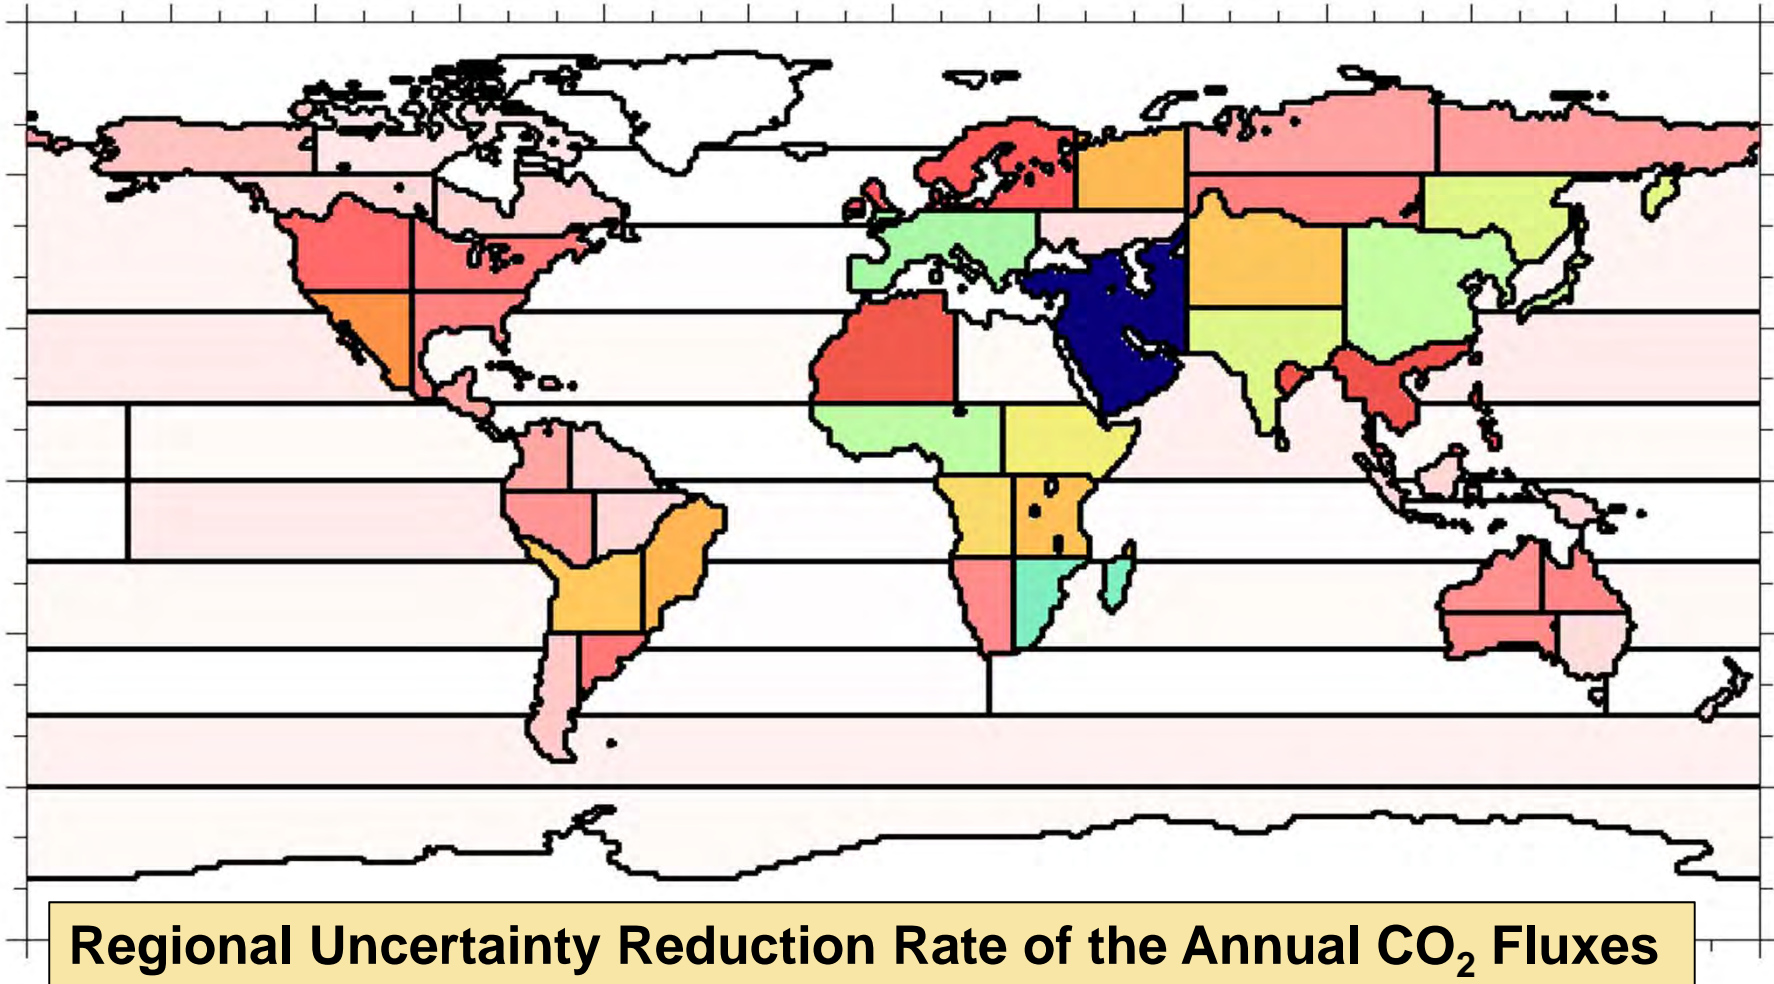 Regional Uncertainty Reduction Rate of the Annual CO₂ Fluxes